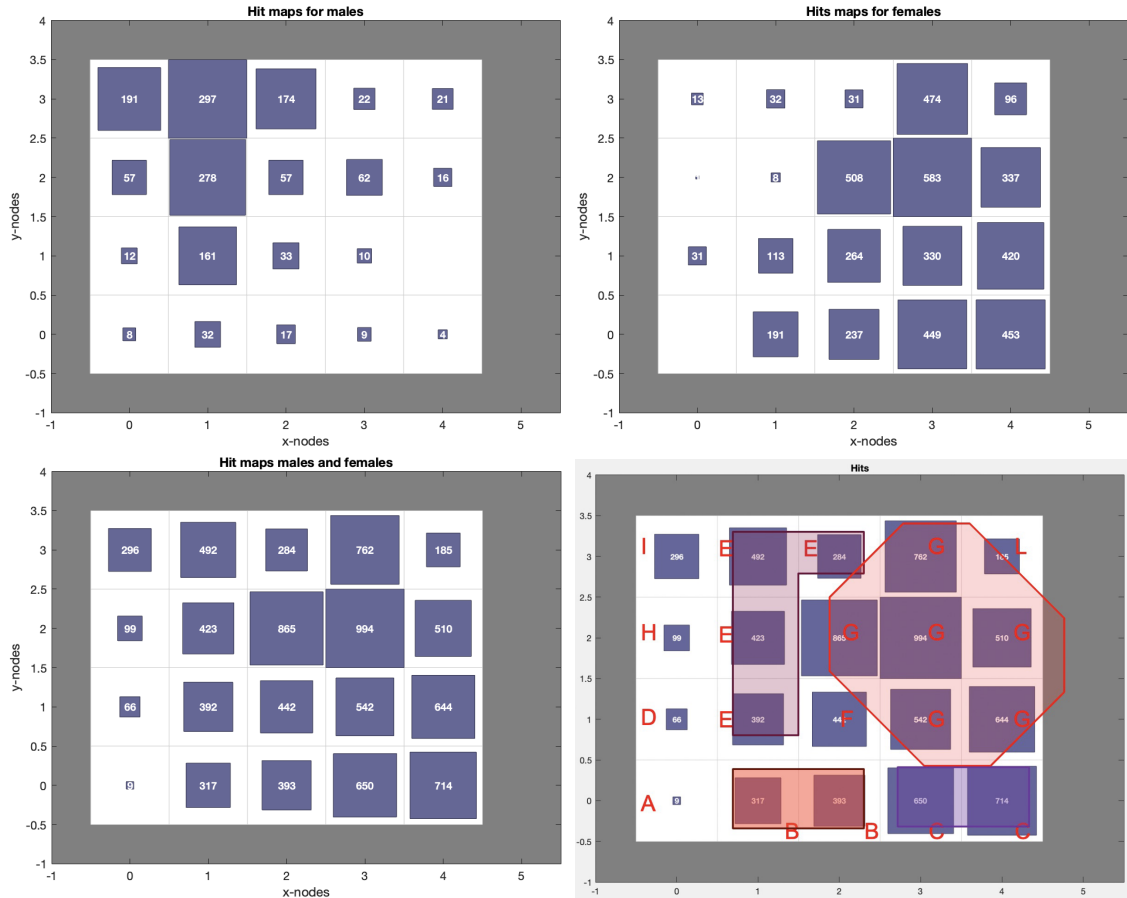 Hit maps for males
4
3.5 191 297 174 22 21
3
2.5
2 57 278 57 62 16
1.5
1 12 161 33 10
0.5
0 8 32 17 9 4
-0.5
-1
0 1 2 3 4 5
x-nodes
y-nodes
Hits maps for females
4
3.5
3 13 32 31 474 96
2.5
2 8 508 583 337
1.5
1 31 113 264 330 420
0.5
0 191 237 449 453
-0.5
-1
0 1 2 3 4 5
x-nodes
y-nodes
Hit maps males and females
4
3.5
3 296 492 284 762 185
2.5
2 99 423 865 994 510
1.5
1 66 392 442 542 644
0.5
0 9 317 393 650 714
-0.5
-1
-1 0 1 2 3 4 5
x-nodes
y-nodes
Hits
4
3.5
3 I 296 E 492 E 284 G 762 L
2.5
2 H 99 E 423 865 G G 994 G 510
1.5
1 D 66 E 392 F G 542 G 644
0.5
0 A 9 317 393 650 714
B B C C
-0.5
-1
-1 0 1 2 3 4 5